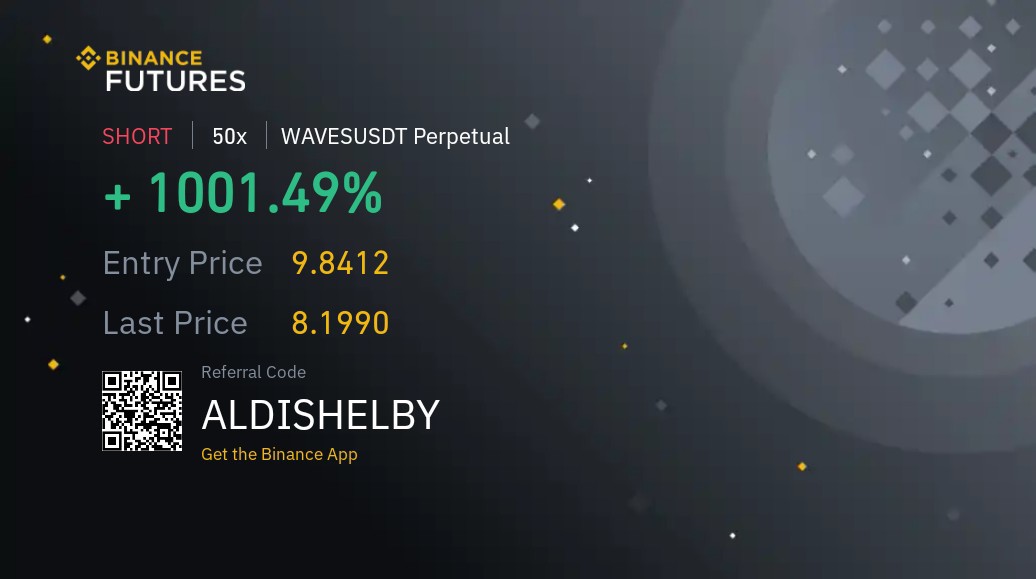 BINANCE
FUTURES
SHORT 50x WAVESUSDT Perpetual
+ 1001.49%
Entry Price 9.8412
Last Price 8.1990
Referral Code
ALDISHELBY
Get the Binance App